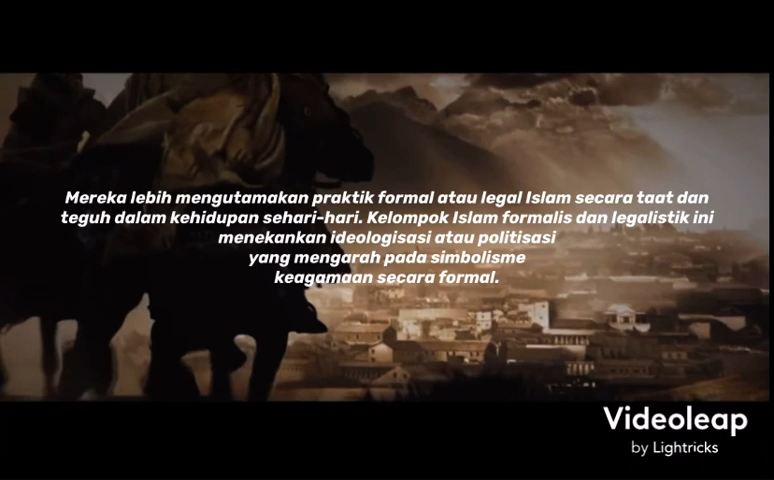 Mereka lebih mengutamakan praktik formal atau legal Islam secara taat dan
teguh dalam kehidupan sehari-hari. Kelompok Islam formalis dan legalistik ini
menekankan ideologisasi atau politisasi
yang mengarah pada simbolisme
keagamaan secara formal.
Videoleap
by Lightricks